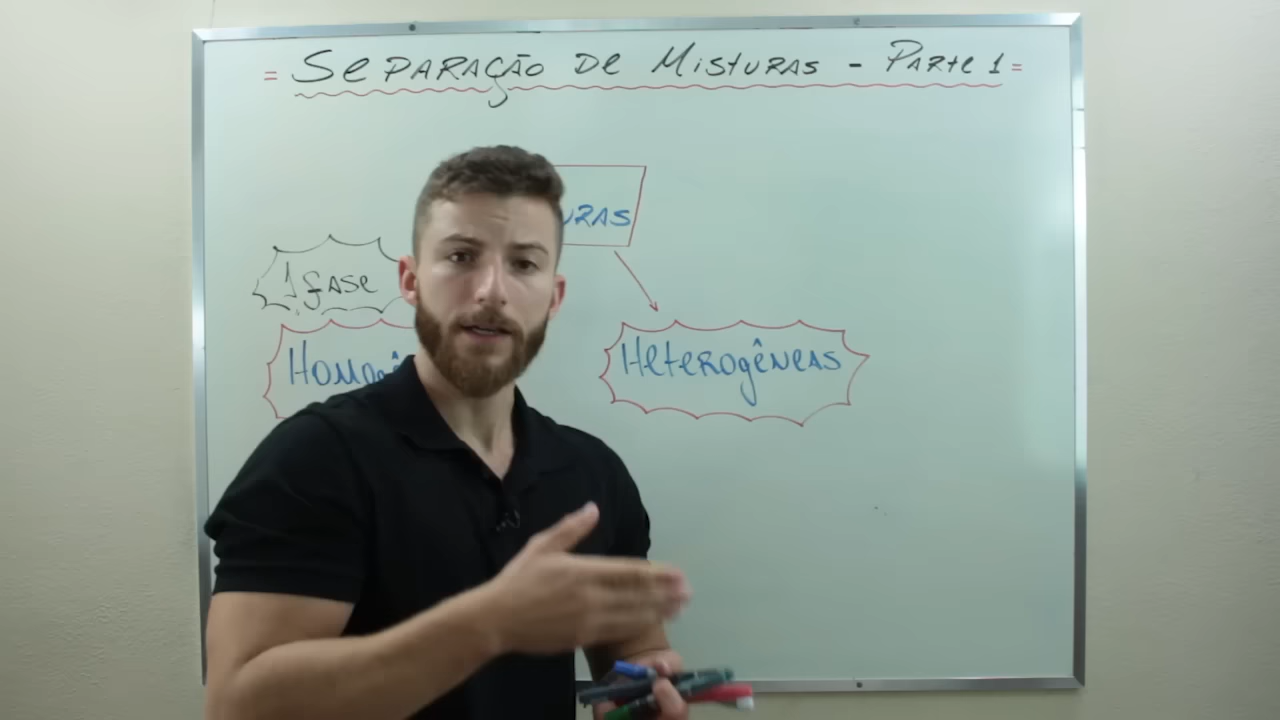 = Separação de Misturas - Parte 1 =
1 fase
Heterogêneas